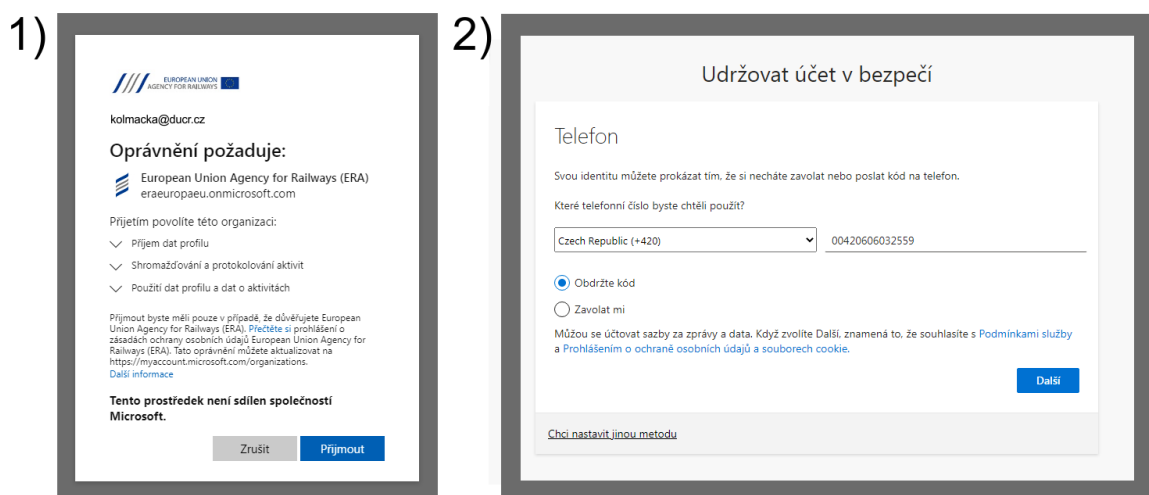 1)
EUROPEAN UNION
AGENCY FOR RAILWAYS
kolmacka@ducr.cz
Oprávnění požaduje:
European Union Agency for Railways (ERA)
eraeuropaeu.onmicrosoft.com
Přijetím povolíte této organizaci:
Příjem dat profilu
Shromažďování a protokolování aktivit
Použití dat profilu a dat o aktivitách
Přijmout byste měli pouze v případě, že důvěřujete European
Union Agency for Railways (ERA). Přečtěte si prohlášení o
zásadách ochrany osobních údajů European Union Agency for
Railways (ERA). Tato oprávnění můžete aktualizovat na
https://myaccount.microsoft.com/organizations.
Další informace
Tento prostředek není sdílen společností
Microsoft.
Zrušit
Přijmout
2)
Udržovat účet v bezpečí
Telefon
Svou identitu můžete prokázat tím, že si necháte zavolat nebo poslat kód na telefon.
Které telefonní číslo byste chtěli použít?
Czech Republic (+420)
00420606032559
Obdržte kód
Zavolat mi
Můžou se účtovat sazby za zprávy a data. Když zvolíte Další, znamená to, že souhlasíte s Podmínkami služby
a Prohlášením o ochraně osobních údajů a souborech cookie.
Další
Chci nastavit jinou metodu